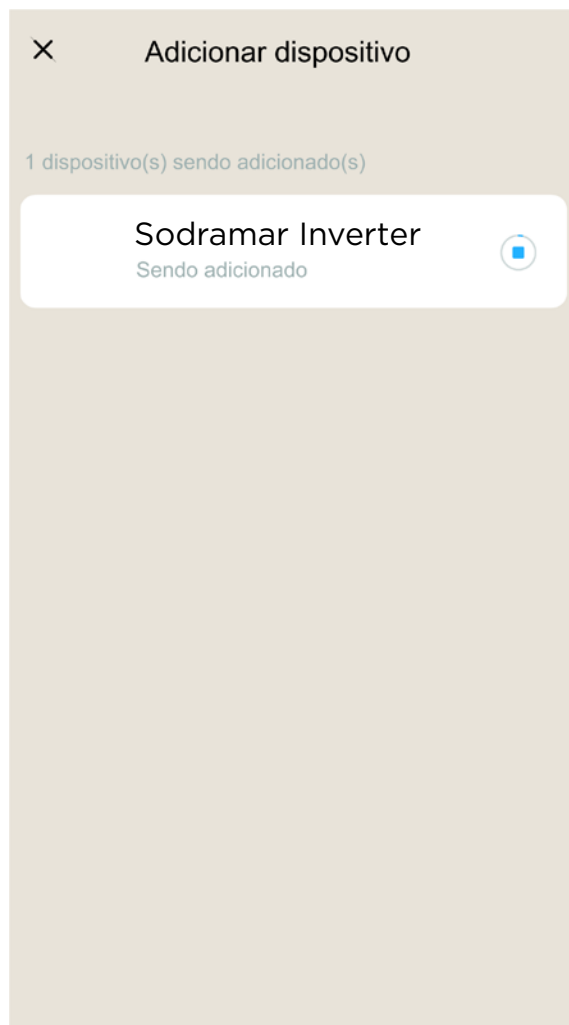 Adicionar dispositivo
1 dispositivo(s) sendo adicionado(s)
Sodramar Inverter
Sendo adicionado